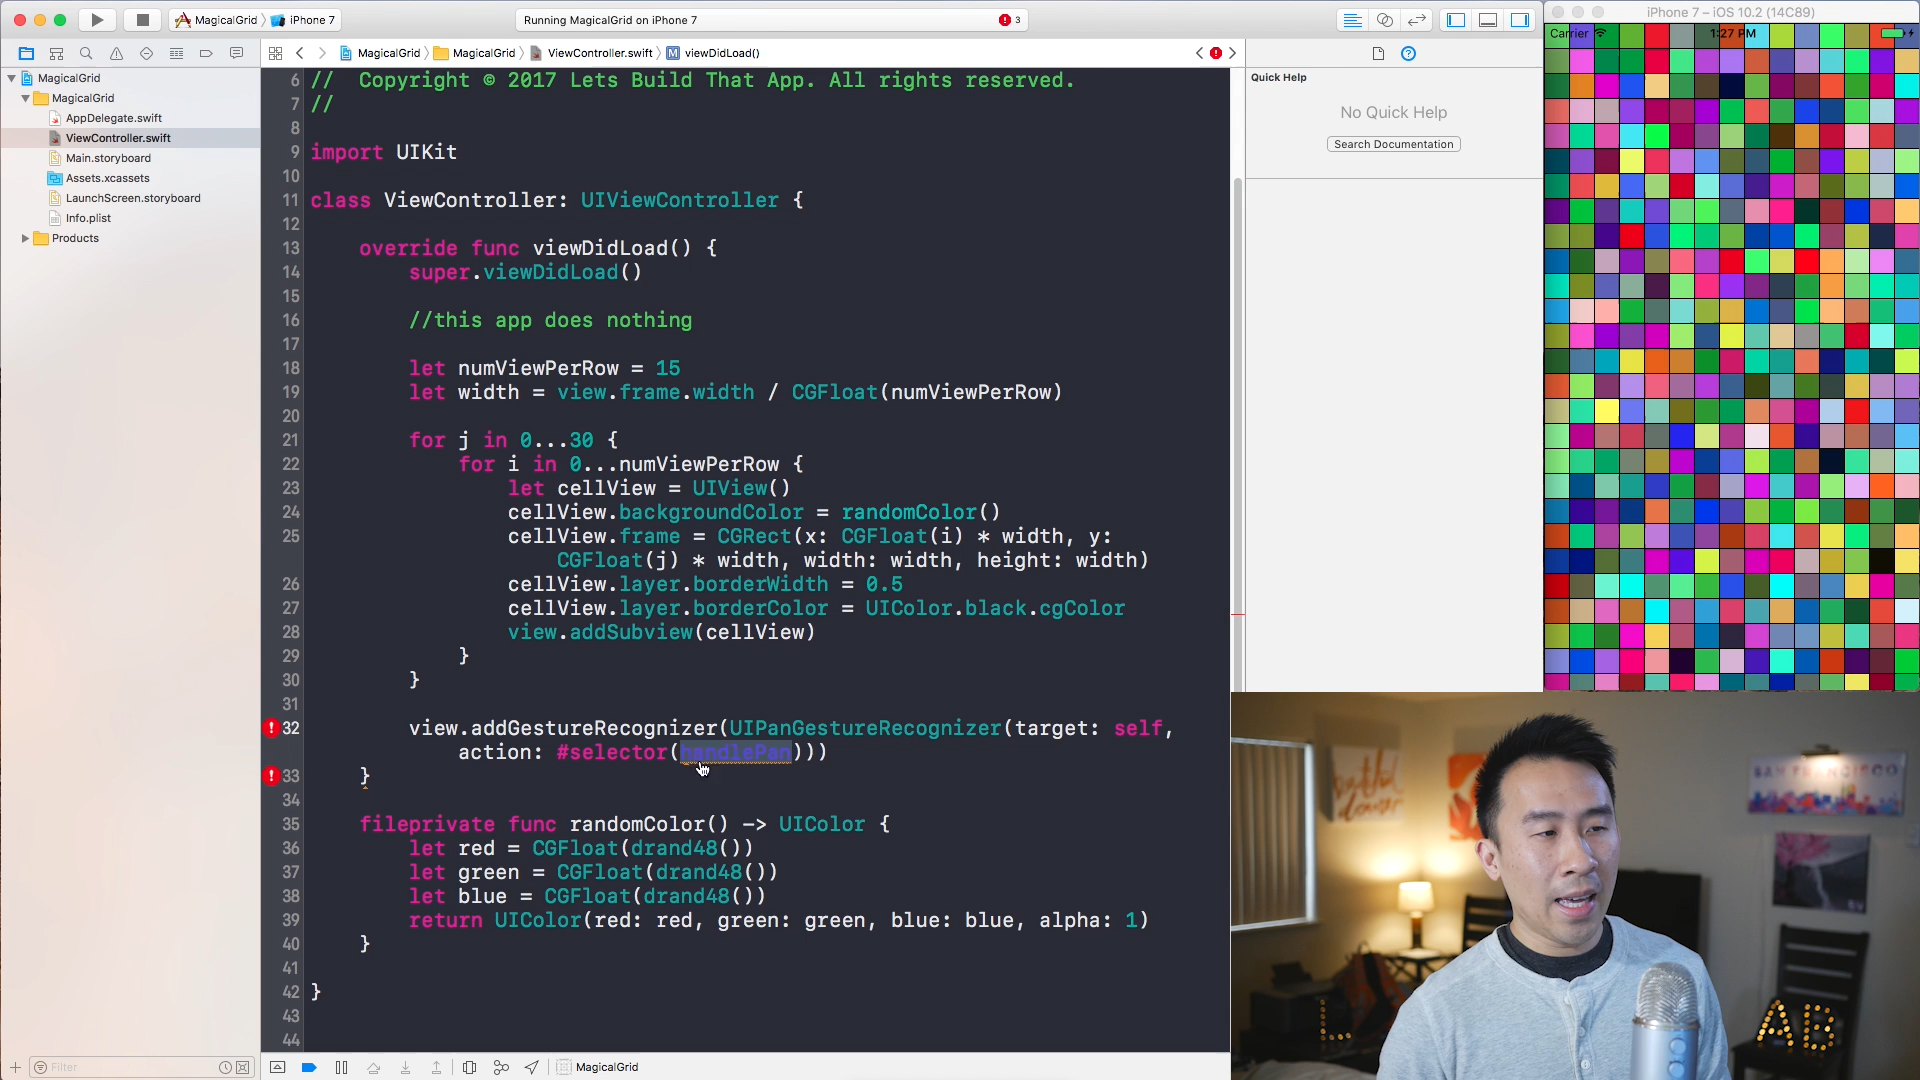 MagicalGrid
iPhone 7
Running MagicalGrid on iPhone 7
3
iPhone 7 – iOS 10.2 (14C89)
Carrier
1:27 PM
MagicalGrid
MagicalGrid
ViewController.swift
viewDidLoad()
MagicalGrid
MagicalGrid
AppDelegate.swift
ViewController.swift
Main.storyboard
Assets.xcassets
LaunchScreen.storyboard
Info.plist
Products
Quick Help
No Quick Help
Search Documentation
6 //  Copyright © 2017 Lets Build That App. All rights reserved.
7 //
8
9 import UIKit
10
11 class ViewController: UIViewController {
12
13     override func viewDidLoad() {
14         super.viewDidLoad()
15
16         //this app does nothing
17
18         let numViewPerRow = 15
19         let width = view.frame.width / CGFloat(numViewPerRow)
20
21         for j in 0...30 {
22             for i in 0...numViewPerRow {
23                 let cellView = UIView()
24                 cellView.backgroundColor = randomColor()
25                 cellView.frame = CGRect(x: CGFloat(i) * width, y:
CGFloat(j) * width, width: width, height: width)
26                 cellView.layer.borderWidth = 0.5
27                 cellView.layer.borderColor = UIColor.black.cgColor
28                 view.addSubview(cellView)
29             }
30         }
31
32         view.addGestureRecognizer(UIPanGestureRecognizer(target: self,
action: #selector(handlePan)))
33     }
34
35     fileprivate func randomColor() -> UIColor {
36         let red = CGFloat(drand48())
37         let green = CGFloat(drand48())
38         let blue = CGFloat(drand48())
39         return UIColor(red: red, green: green, blue: blue, alpha: 1)
40     }
41
42 }
43
44
Filter
MagicalGrid
SAN FRANCISCO
L
AB